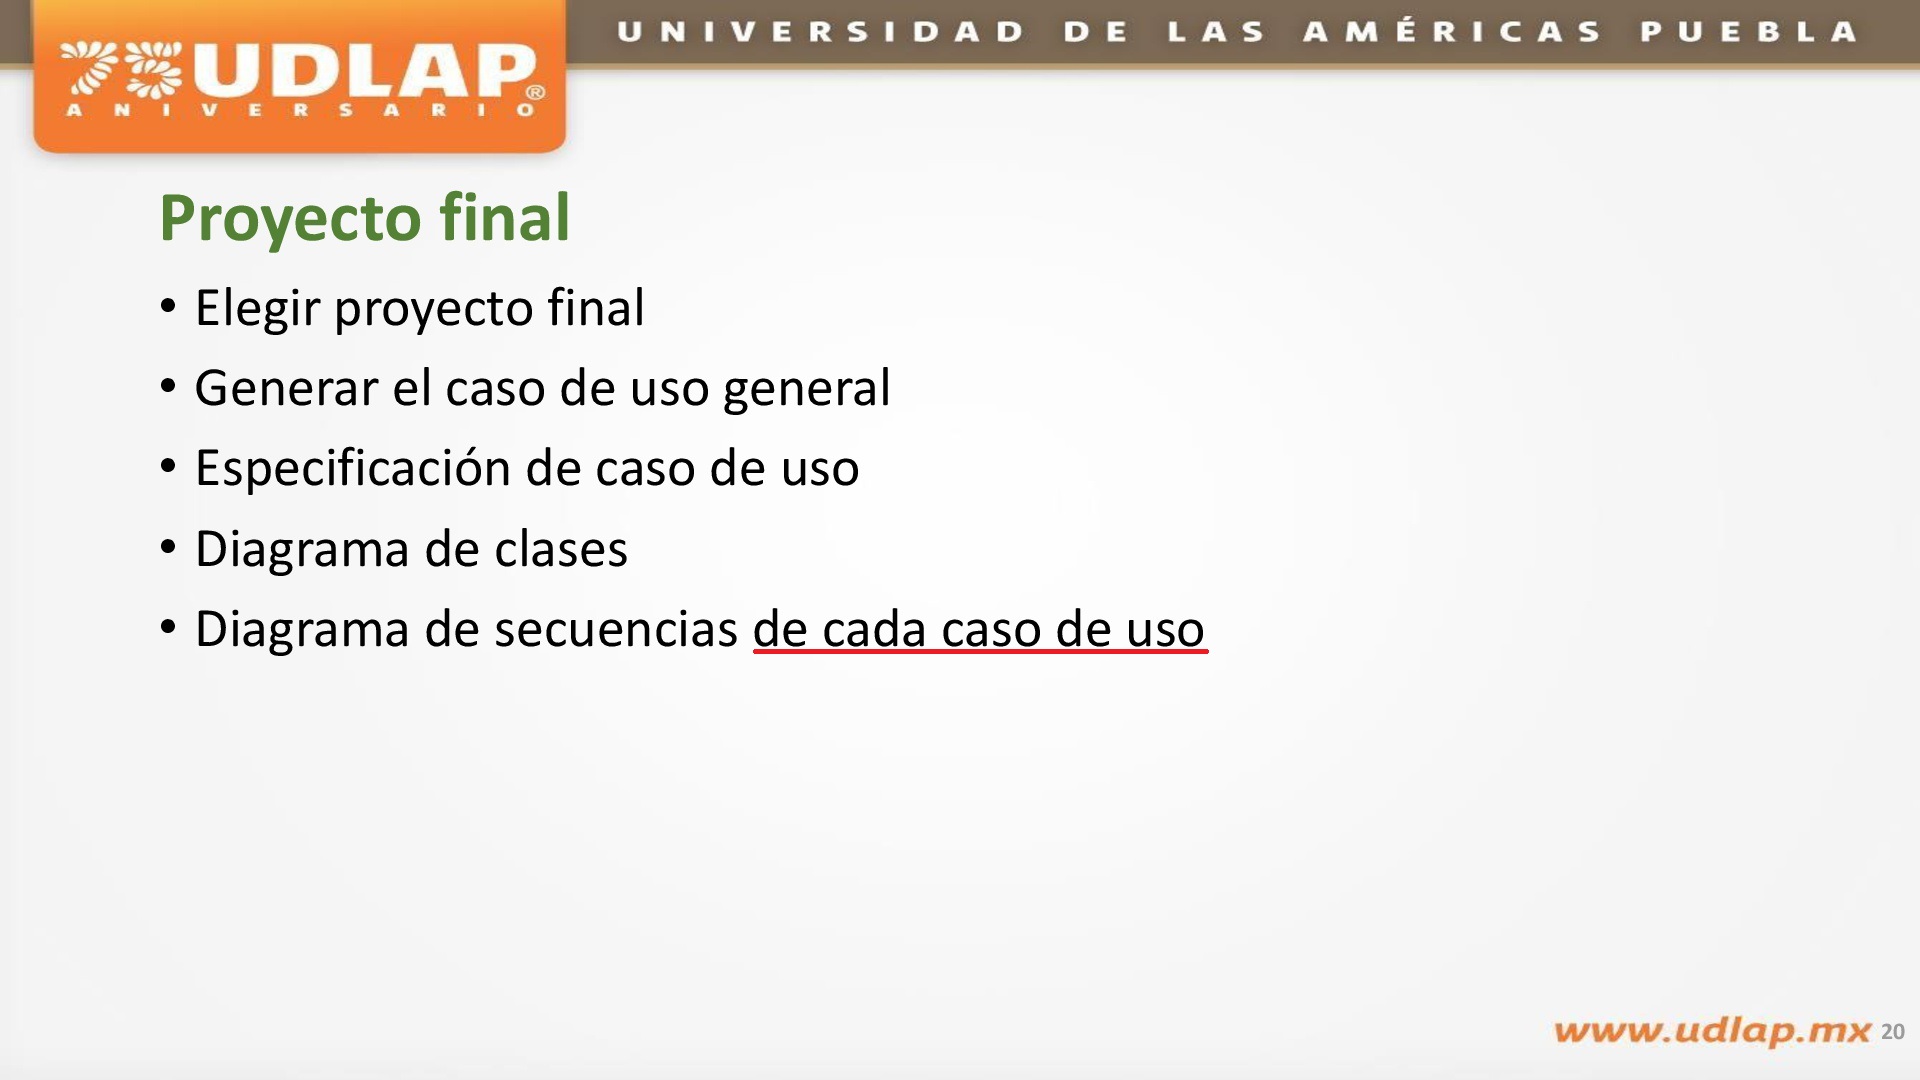 UNIVERSIDAD DE LAS AMÉRICAS PUEBLA
75 UDLAP®
ANIVERSARIO
Proyecto final
• Elegir proyecto final
• Generar el caso de uso general
• Especificación de caso de uso
• Diagrama de clases
• Diagrama de secuencias de cada caso de uso
www.udlap.mx 20